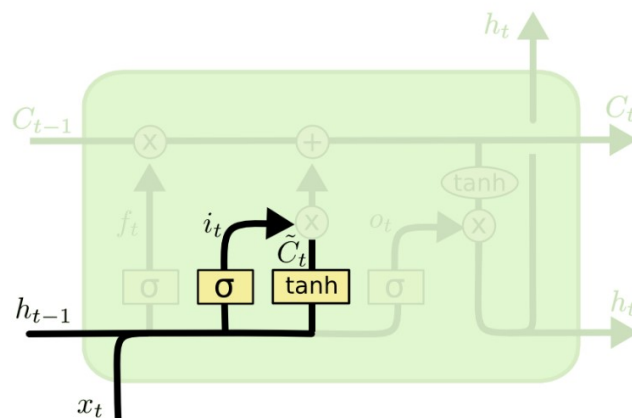 h_t
C_{t-1} C_t
x +
tanh
f_t i_t x o_t x
C̃_t
σ σ tanh σ
h_{t-1} h_t
x_t